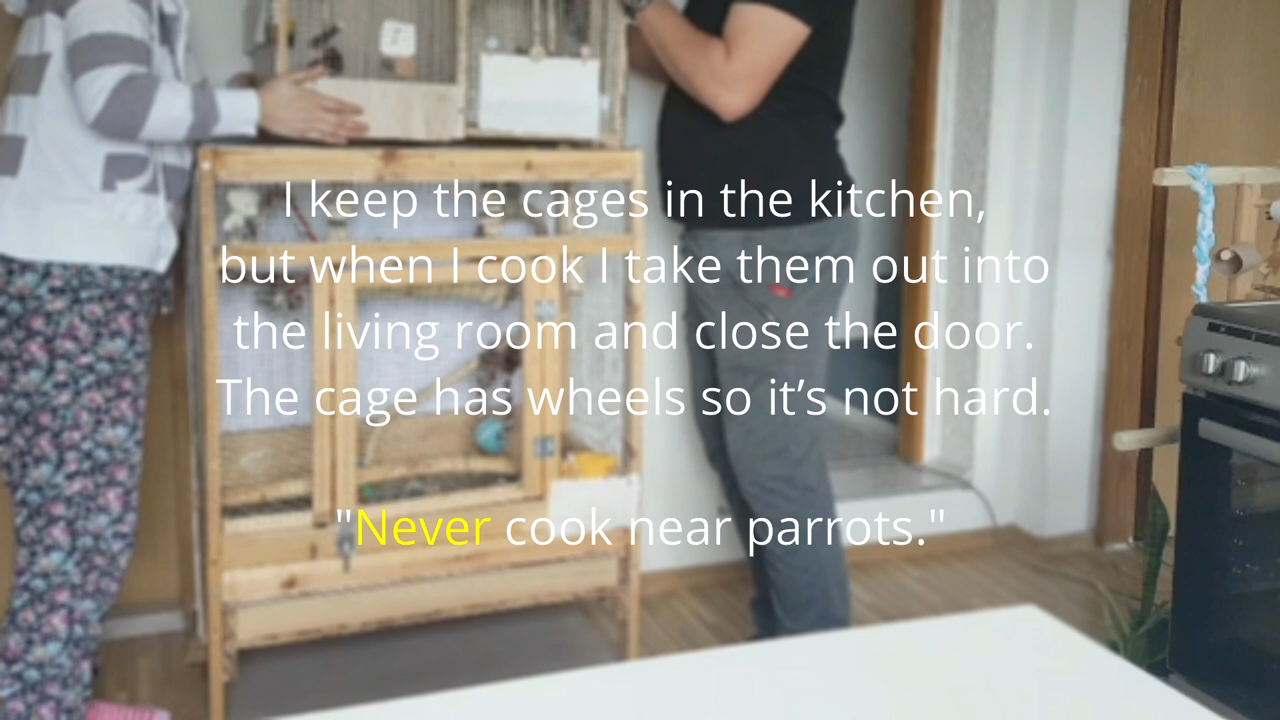 I keep the cages in the kitchen,
but when I cook I take them out into
the living room and close the door.
The cage has wheels so it’s not hard.
"Never cook near parrots."